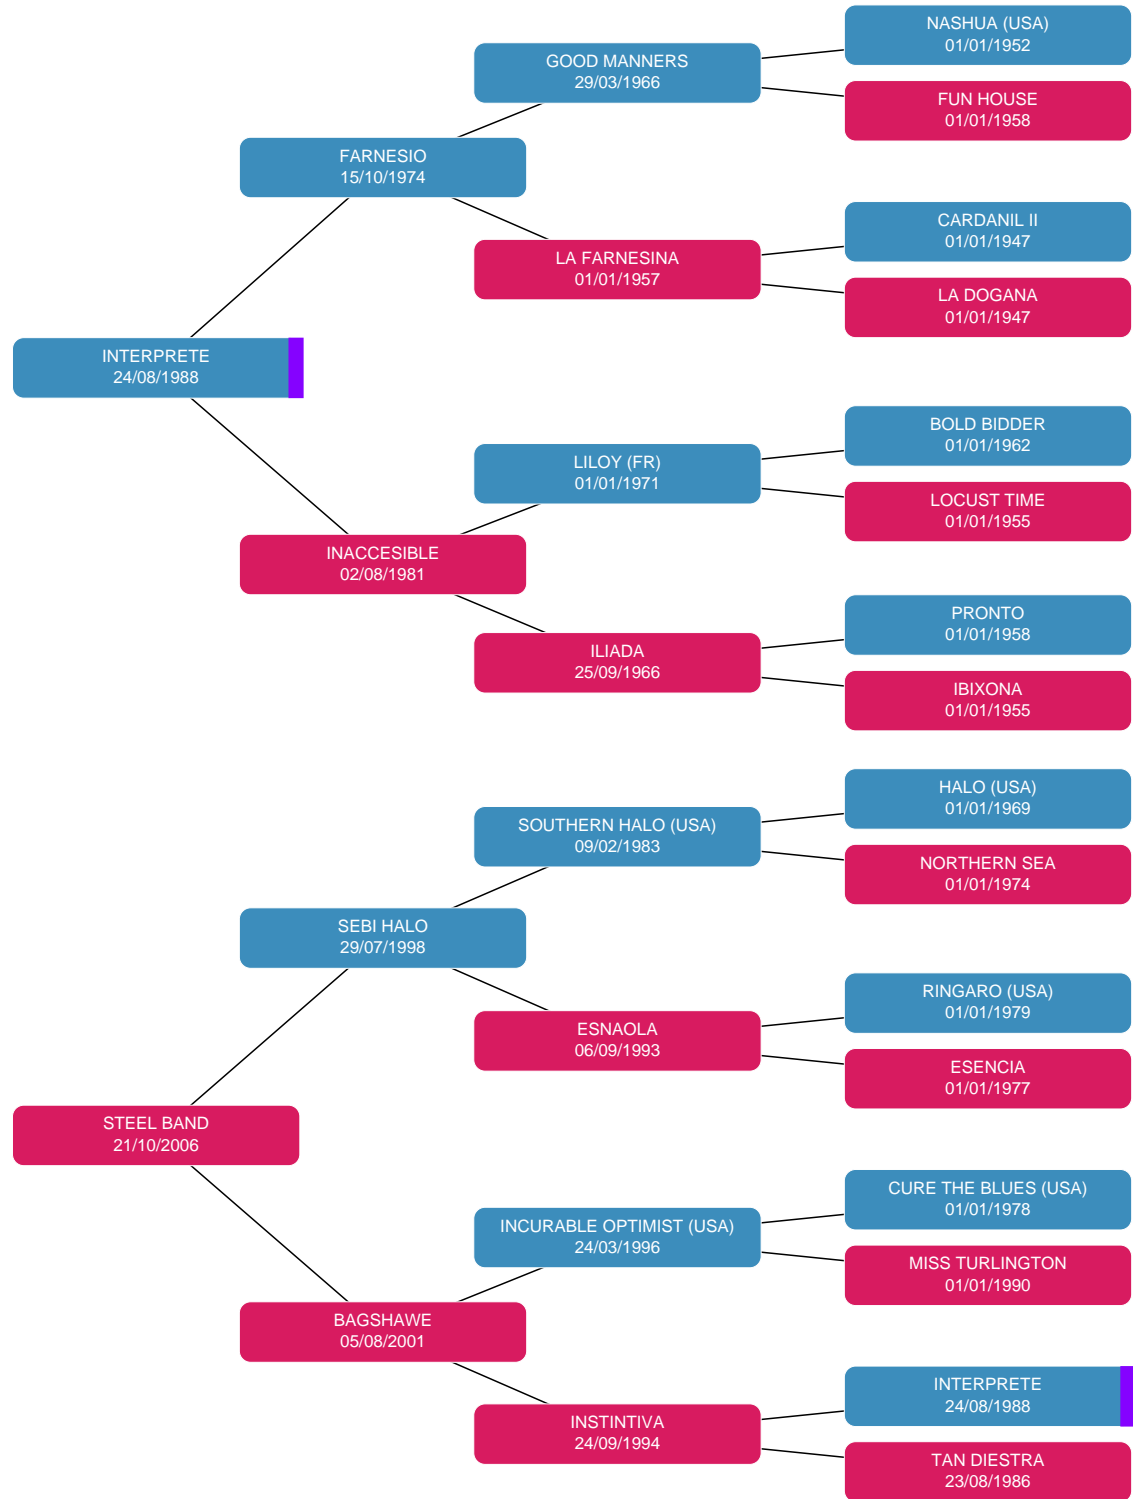 NASHUA (USA)
01/01/1952
GOOD MANNERS
29/03/1966
FUN HOUSE
01/01/1958
FARNESIO
15/10/1974
CARDANIL II
01/01/1947
LA FARNESINA
01/01/1957
LA DOGANA
01/01/1947
INTERPRETE
24/08/1988
BOLD BIDDER
01/01/1962
LILOY (FR)
01/01/1971
LOCUST TIME
01/01/1955
INACCESIBLE
02/08/1981
PRONTO
01/01/1958
ILIADA
25/09/1966
IBIXONA
01/01/1955
HALO (USA)
01/01/1969
SOUTHERN HALO (USA)
09/02/1983
NORTHERN SEA
01/01/1974
SEBI HALO
29/07/1998
RINGARO (USA)
01/01/1979
ESNAOLA
06/09/1993
ESENCIA
01/01/1977
STEEL BAND
21/10/2006
CURE THE BLUES (USA)
01/01/1978
INCURABLE OPTIMIST (USA)
24/03/1996
MISS TURLINGTON
01/01/1990
BAGSHAWE
05/08/2001
INTERPRETE
24/08/1988
INSTINTIVA
24/09/1994
TAN DIESTRA
23/08/1986